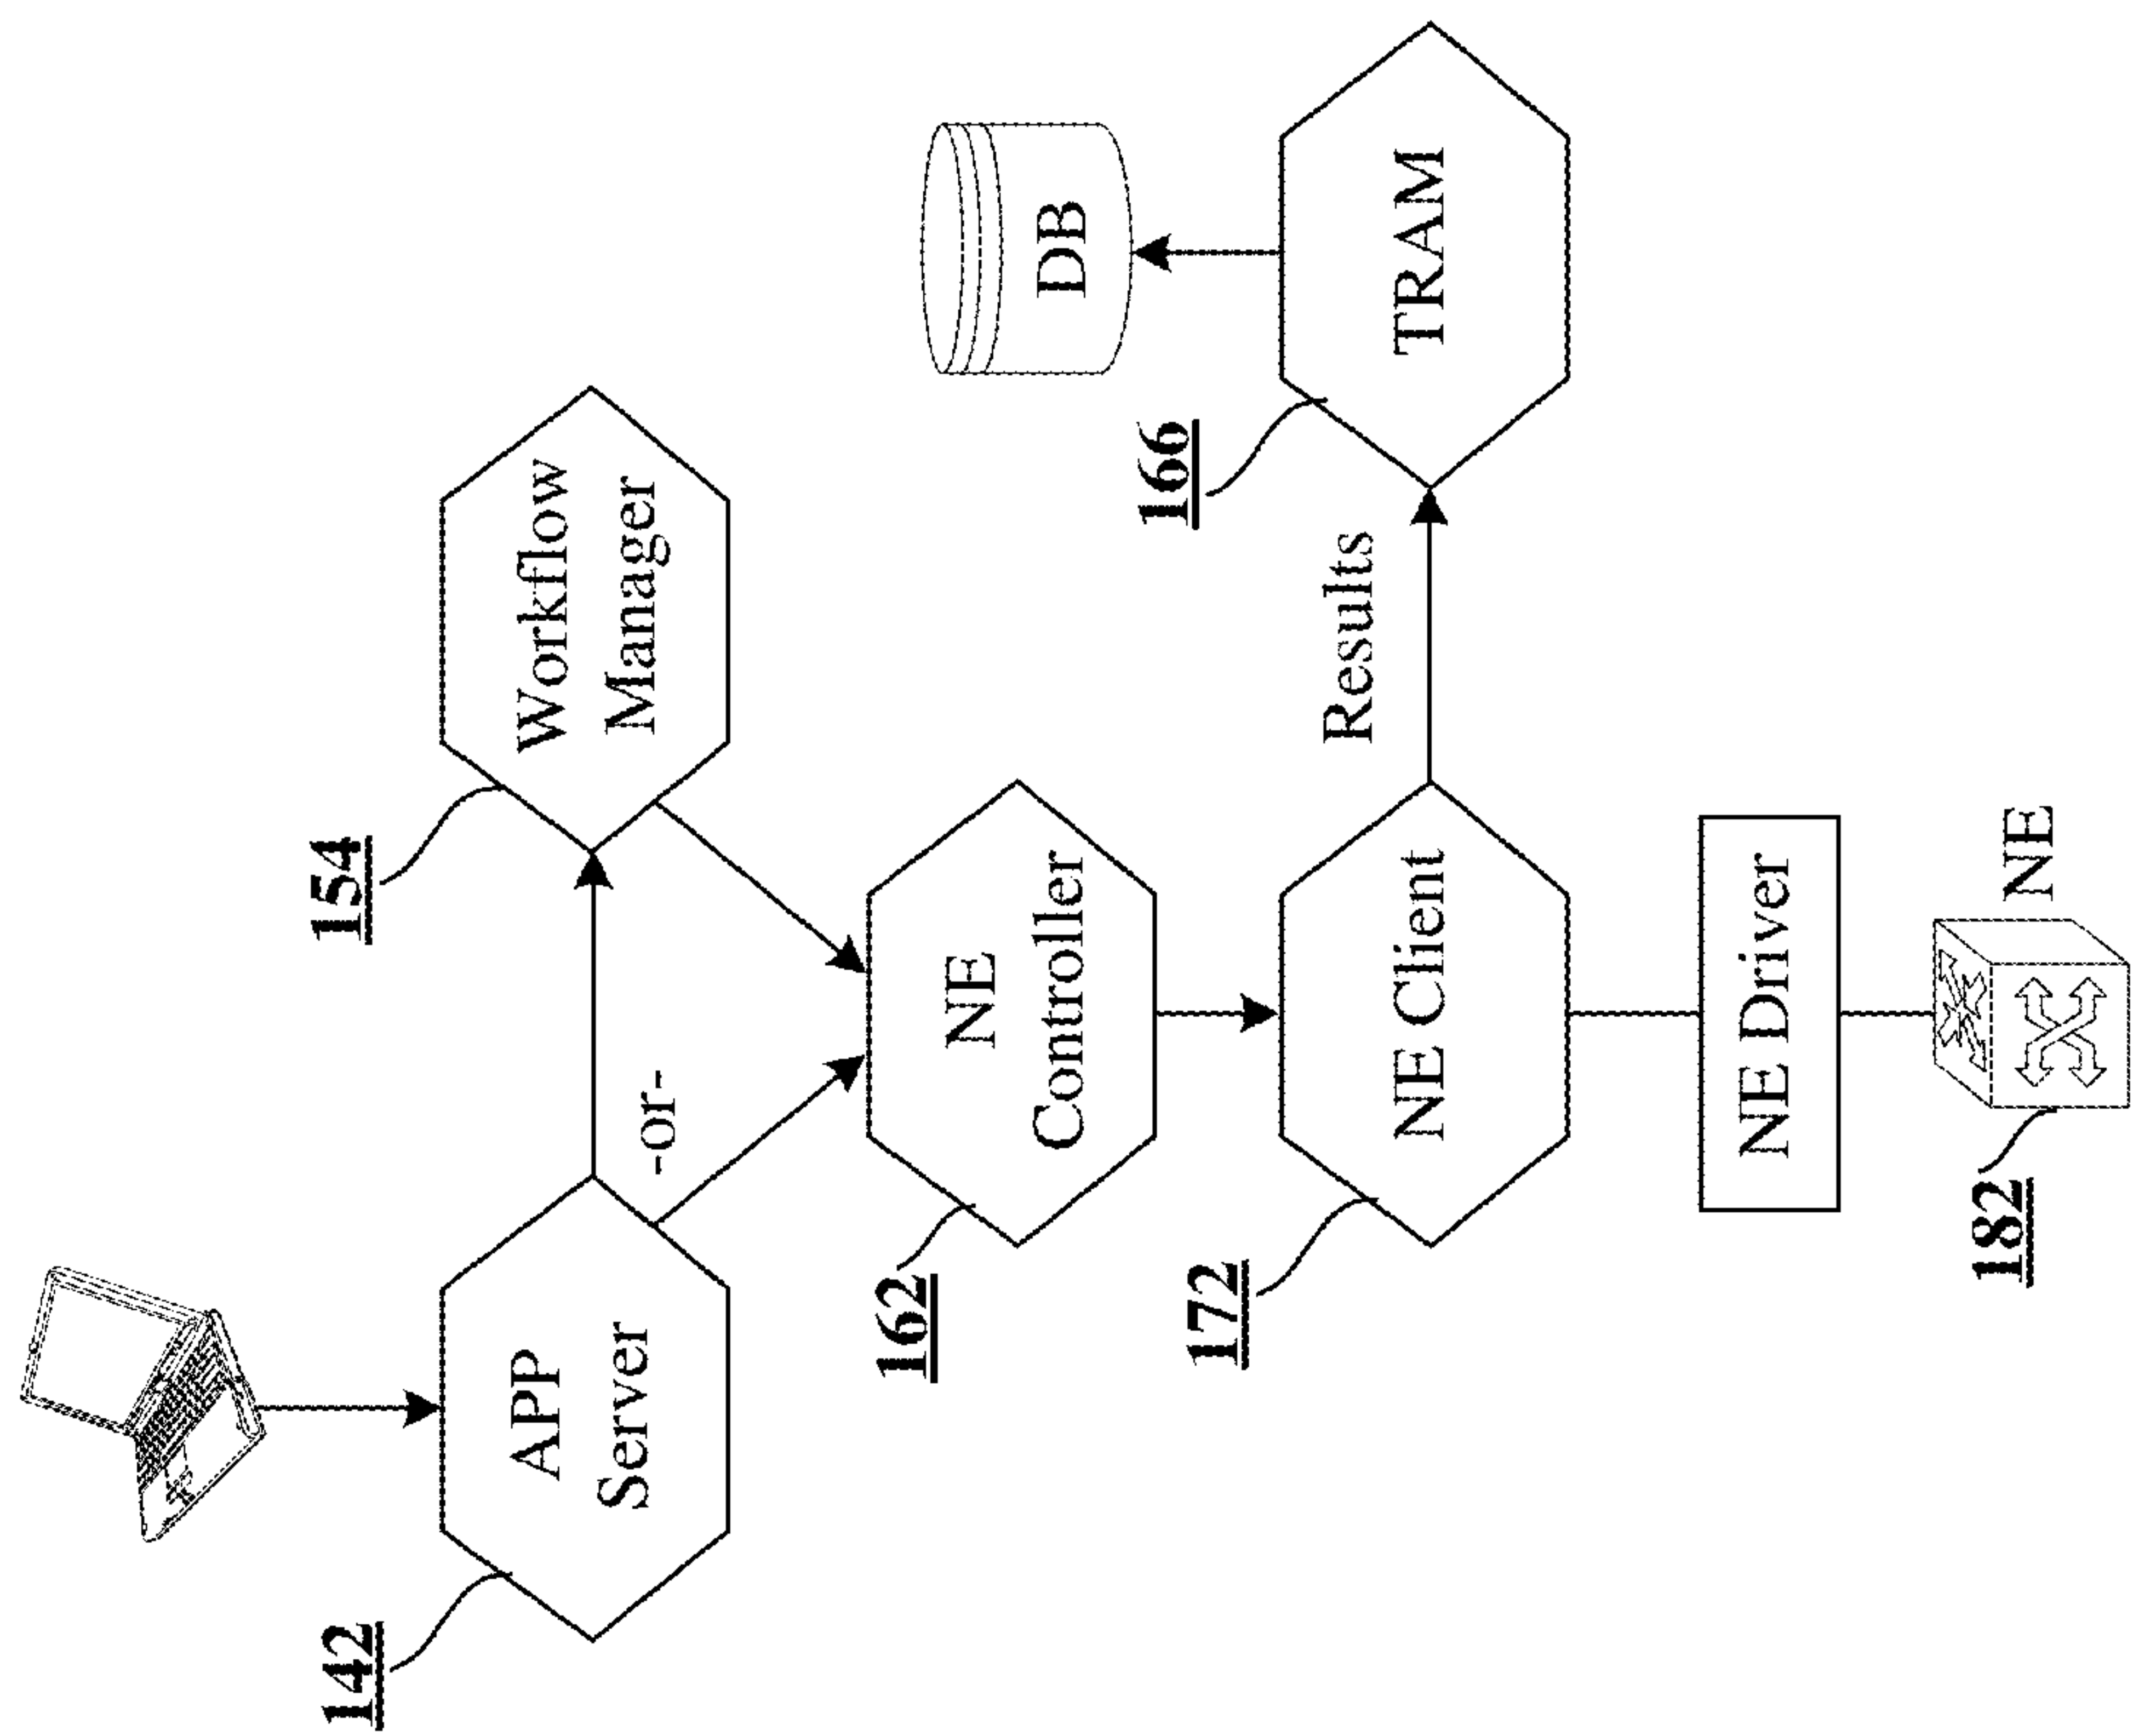 142
154
APP
Server
Workflow
Manager
-or-
162
NE
Controller
DB
166
172
Results
NE Client
TRAM
NE Driver
182
NE